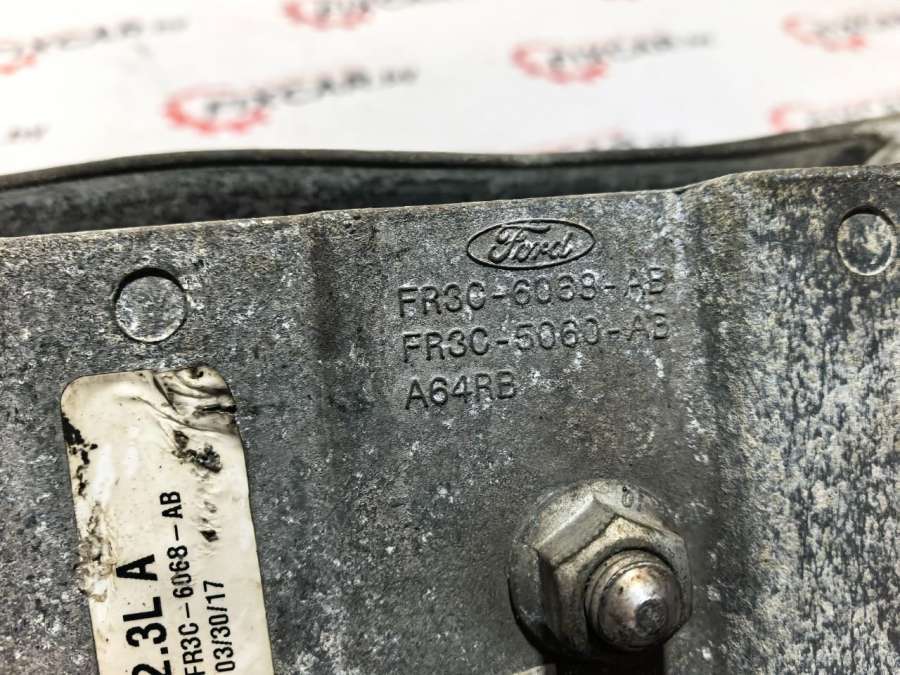 Ford
FR3C-6068-AB
FR3C-5060-AB
A64RB
2.3L A
FR3C-6068-AB
03/30/17